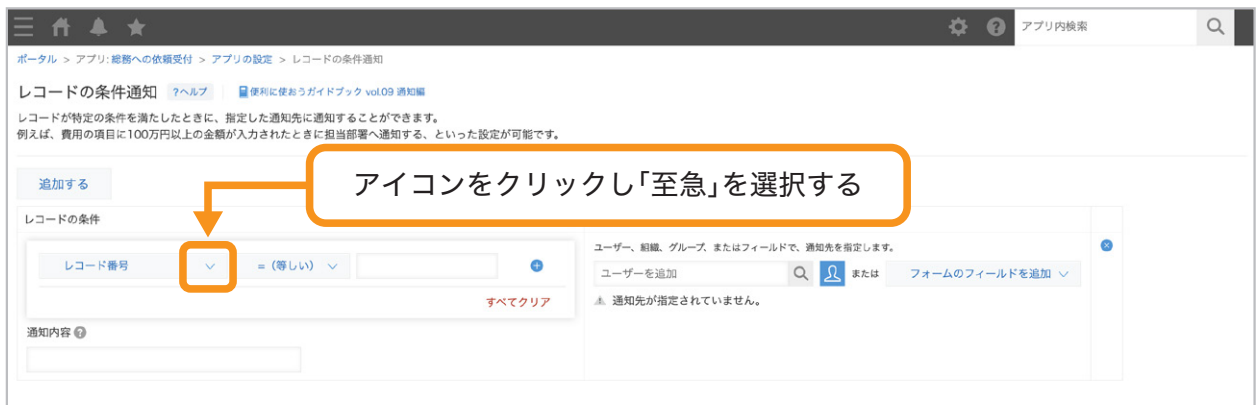 アプリ内検索
ポータル > アプリ: 総務への依頼受付 > アプリの設定 > レコードの条件通知
レコードの条件通知 ?ヘルプ 便利に使おうガイドブック vol.09 通知編
レコードが特定の条件を満たしたときに、指定した通知先に通知することができます。
例えば、費用の項目に100万円以上の金額が入力されたときに担当部署へ通知する、といった設定が可能です。
追加する
アイコンをクリックし「至急」を選択する
レコードの条件
レコード番号 =（等しい）
すべてクリア
通知内容
ユーザー、組織、グループ、またはフィールドで、通知先を指定します。
ユーザーを追加 または フォームのフィールドを追加
通知先が指定されていません。